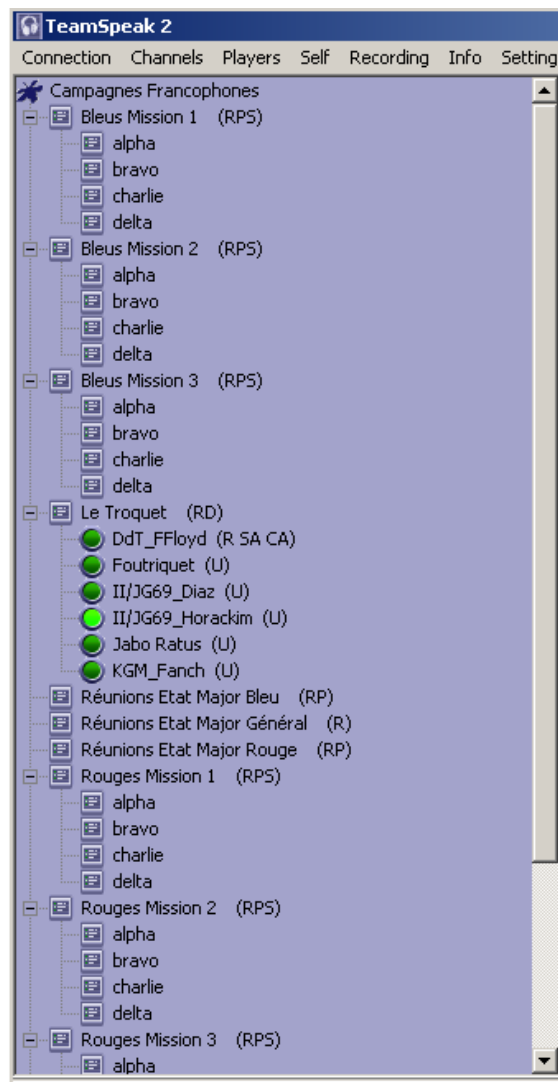 TeamSpeak 2
Connection Channels Players Self Recording Info Setting
Campagnes Francophones
Bleus Mission 1 (RPS)
alpha
bravo
charlie
delta
Bleus Mission 2 (RPS)
alpha
bravo
charlie
delta
Bleus Mission 3 (RPS)
alpha
bravo
charlie
delta
Le Troquet (RD)
DdT_FFloyd (R SA CA)
Foutriquet (U)
II/JG69_Diaz (U)
II/JG69_Horackim (U)
Jabo Ratus (U)
KGM_Fanch (U)
Réunions Etat Major Bleu (RP)
Réunions Etat Major Général (R)
Réunions Etat Major Rouge (RP)
Rouges Mission 1 (RPS)
alpha
bravo
charlie
delta
Rouges Mission 2 (RPS)
alpha
bravo
charlie
delta
Rouges Mission 3 (RPS)
alpha